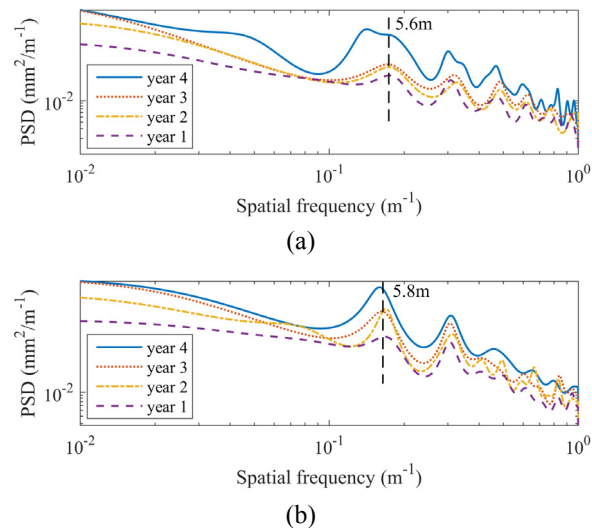 5.6m
PSD (mm²/m⁻¹)
10⁻²
year 4
year 3
year 2
year 1
10⁻² 10⁻¹ 10⁰
Spatial frequency (m⁻¹)
(a)
5.8m
PSD (mm²/m⁻¹)
10⁻²
year 4
year 3
year 2
year 1
10⁻² 10⁻¹ 10⁰
Spatial frequency (m⁻¹)
(b)